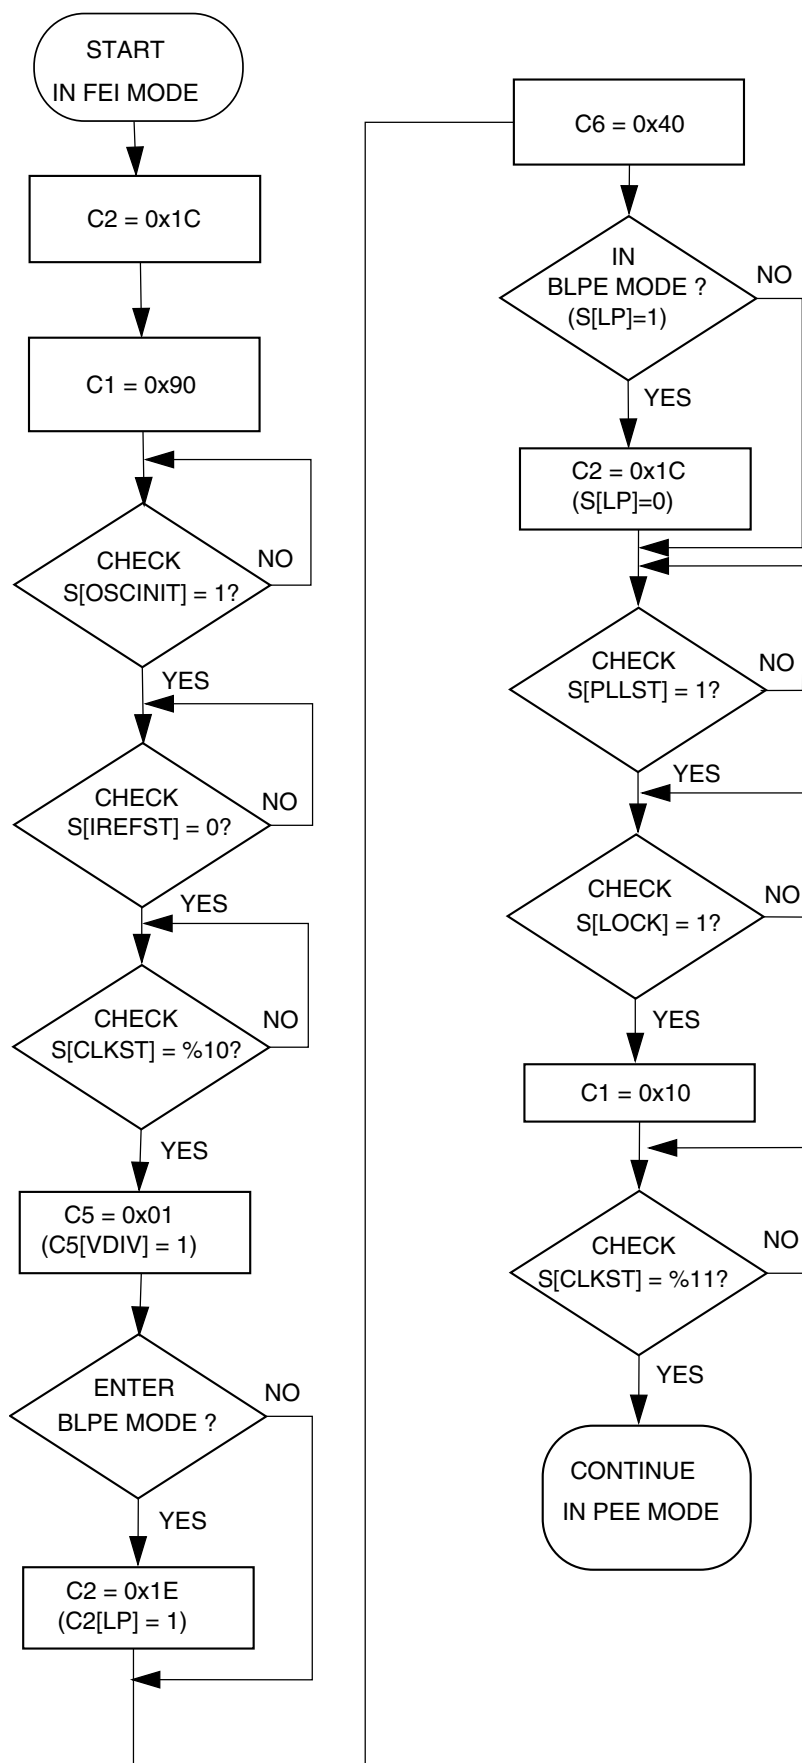 START
IN FEI MODE
C2 = 0x1C
C1 = 0x90
CHECK
S[OSCINIT] = 1?
NO
YES
CHECK
S[IREFST] = 0?
NO
YES
CHECK
S[CLKST] = %10?
NO
YES
C5 = 0x01
(C5[VDIV] = 1)
ENTER
BLPE MODE ?
NO
YES
C2 = 0x1E
(C2[LP] = 1)
C6 = 0x40
IN
BLPE MODE ?
(S[LP]=1)
NO
YES
C2 = 0x1C
(S[LP]=0)
CHECK
S[PLLST] = 1?
NO
YES
CHECK
S[LOCK] = 1?
NO
YES
C1 = 0x10
CHECK
S[CLKST] = %11?
NO
YES
CONTINUE
IN PEE MODE